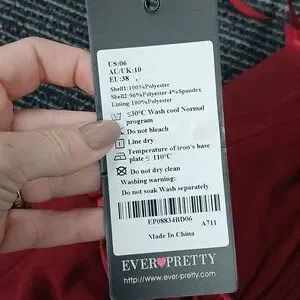 US:06
AU/UK:10
EU:38
Shell1:100%Polyester
Shell2:96%Polyester 4%Spandex
Lining:100%Polyester
≤30°C Wash cool Normal
program
Do not bleach
Line dry
Temperature of iron's base
plate ≤ 110°C
Do not dry clean
Washing warning:
Do not soak Wash separately
EP08834BD06 A711
Made In China
EVER PRETTY
http://www.ever-pretty.com